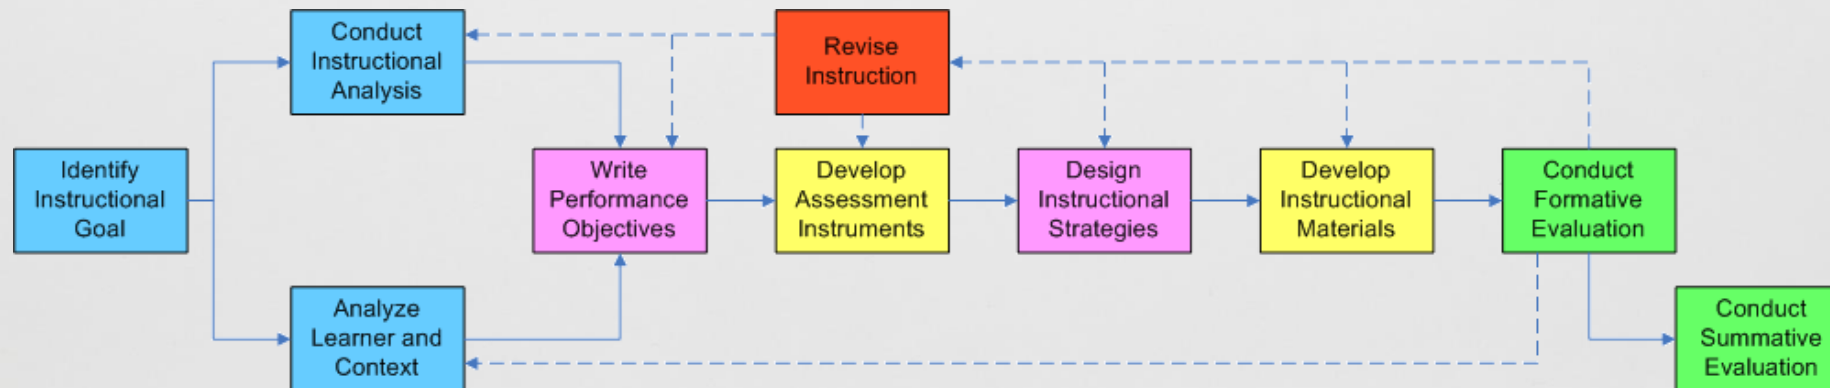 Conduct
Instructional
Analysis
Revise
Instruction
Identify
Instructional
Goal
Write
Performance
Objectives
Develop
Assessment
Instruments
Design
Instructional
Strategies
Develop
Instructional
Materials
Conduct
Formative
Evaluation
Analyze
Learner and
Context
Conduct
Summative
Evaluation